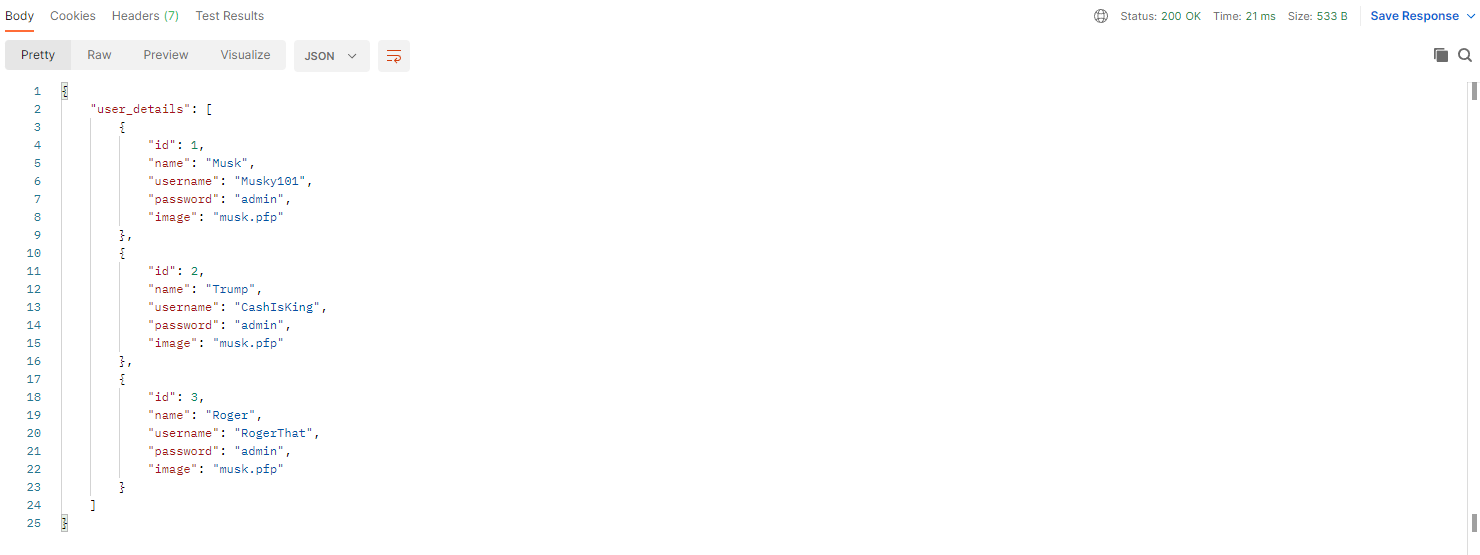 Body Cookies Headers (7) Test Results Status: 200 OK Time: 21 ms Size: 533 B Save Response
Pretty Raw Preview Visualize JSON
1 {
2 "user_details": [
3 {
4 "id": 1,
5 "name": "Musk",
6 "username": "Musky101",
7 "password": "admin",
8 "image": "musk.pfp"
9 },
10 {
11 "id": 2,
12 "name": "Trump",
13 "username": "CashIsKing",
14 "password": "admin",
15 "image": "musk.pfp"
16 },
17 {
18 "id": 3,
19 "name": "Roger",
20 "username": "RogerThat",
21 "password": "admin",
22 "image": "musk.pfp"
23 }
24 ]
25 }